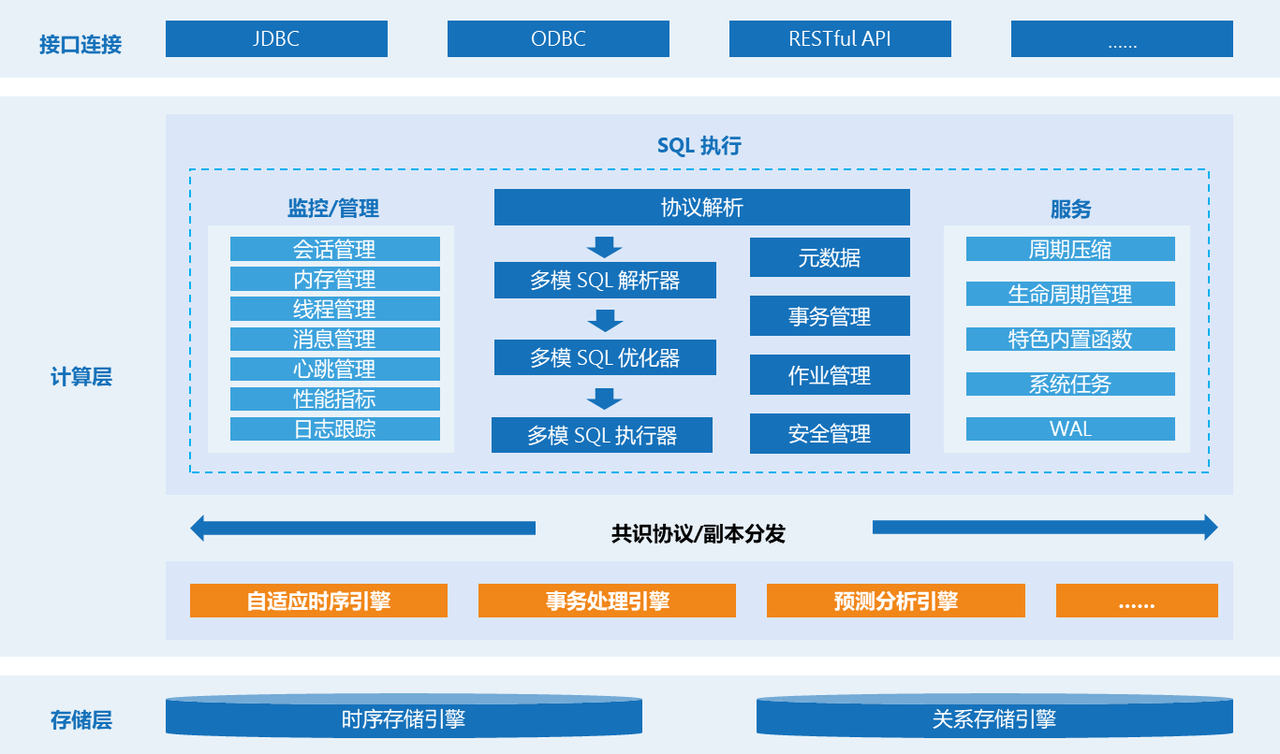 接口连接
JDBC
ODBC
RESTful API
......
计算层
SQL 执行
监控/管理
会话管理
内存管理
线程管理
消息管理
心跳管理
性能指标
日志跟踪
协议解析
多模 SQL 解析器
多模 SQL 优化器
多模 SQL 执行器
元数据
事务管理
作业管理
安全管理
服务
周期压缩
生命周期管理
特色内置函数
系统任务
WAL
共识协议/副本分发
自适应时序引擎
事务处理引擎
预测分析引擎
......
存储层
时序存储引擎
关系存储引擎